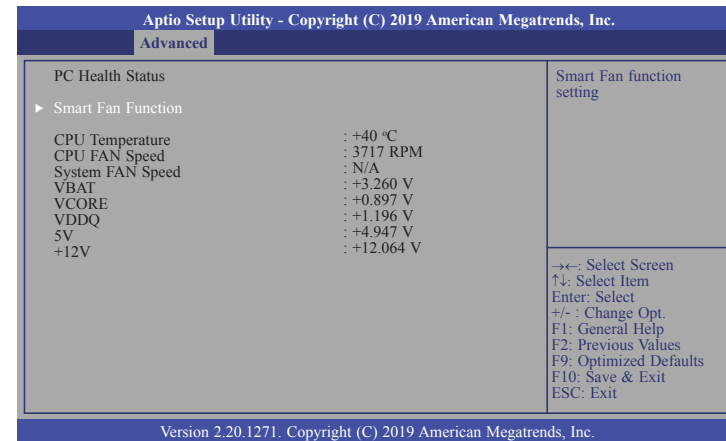 Aptio Setup Utility - Copyright (C) 2019 American Megatrends, Inc.
Advanced
PC Health Status
► Smart Fan Function
CPU Temperature : +40 ℃
CPU FAN Speed : 3717 RPM
System FAN Speed : N/A
VBAT : +3.260 V
VCORE : +0.897 V
VDDQ : +1.196 V
5V : +4.947 V
+12V : +12.064 V
Smart Fan function
setting
→←: Select Screen
↑↓: Select Item
Enter: Select
+/- : Change Opt.
F1: General Help
F2: Previous Values
F9: Optimized Defaults
F10: Save & Exit
ESC: Exit
Version 2.20.1271. Copyright (C) 2019 American Megatrends, Inc.